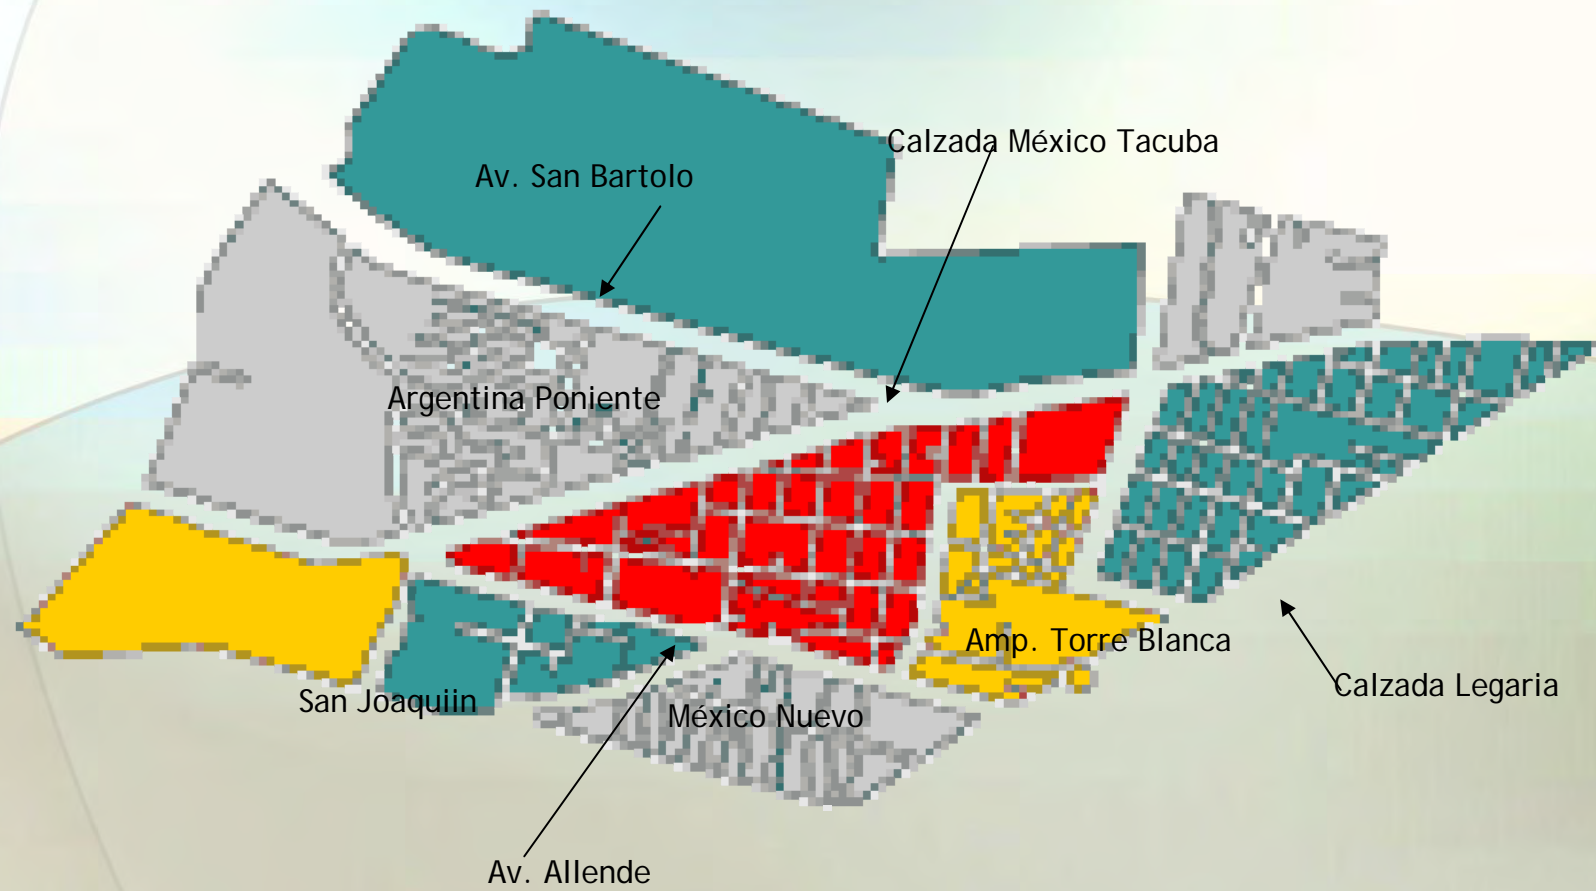 Calzada México Tacuba
Av. San Bartolo
Argentina Poniente
Amp. Torre Blanca
Calzada Legaria
San Joaquiin
México Nuevo
Av. Allende